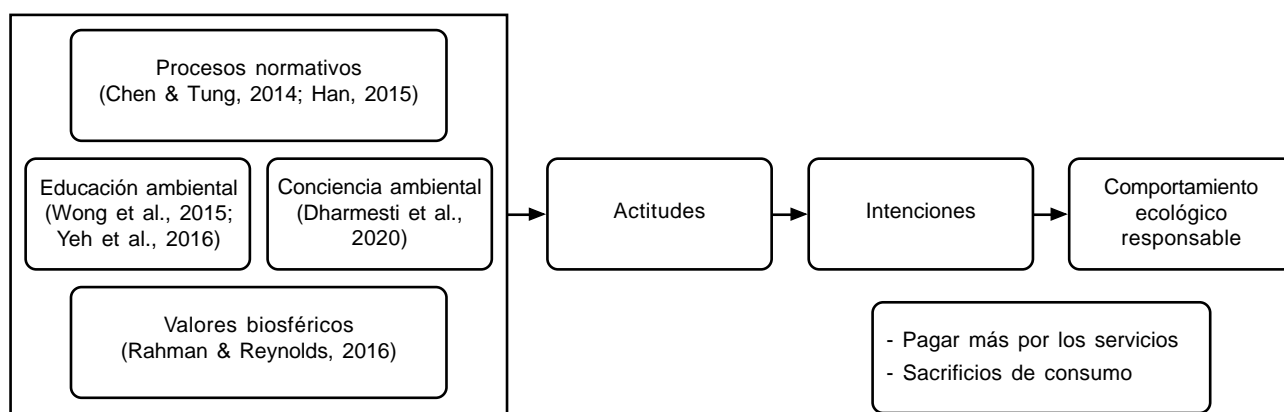 Procesos normativos
(Chen & Tung, 2014; Han, 2015)
Educación ambiental
(Wong et al., 2015;
Yeh et al., 2016)
Conciencia ambiental
(Dharmesti et al.,
2020)
Valores biosféricos
(Rahman & Reynolds, 2016)
Actitudes
Intenciones
Comportamiento
ecológico
responsable
- Pagar más por los servicios
- Sacrificios de consumo